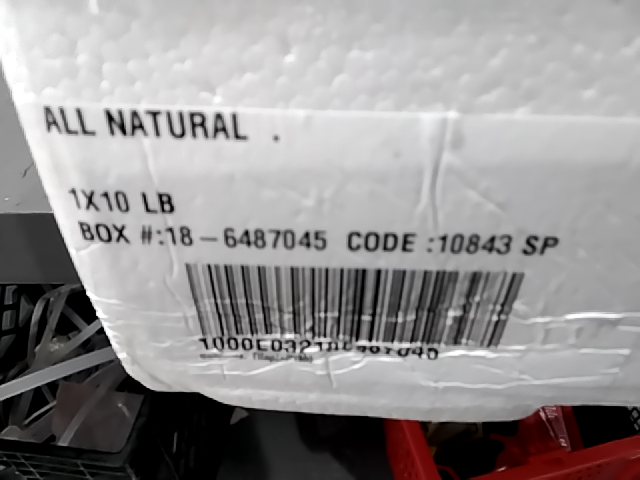 ALL NATURAL .
1X10 LB
BOX #:18-6487045 CODE :10843 SP